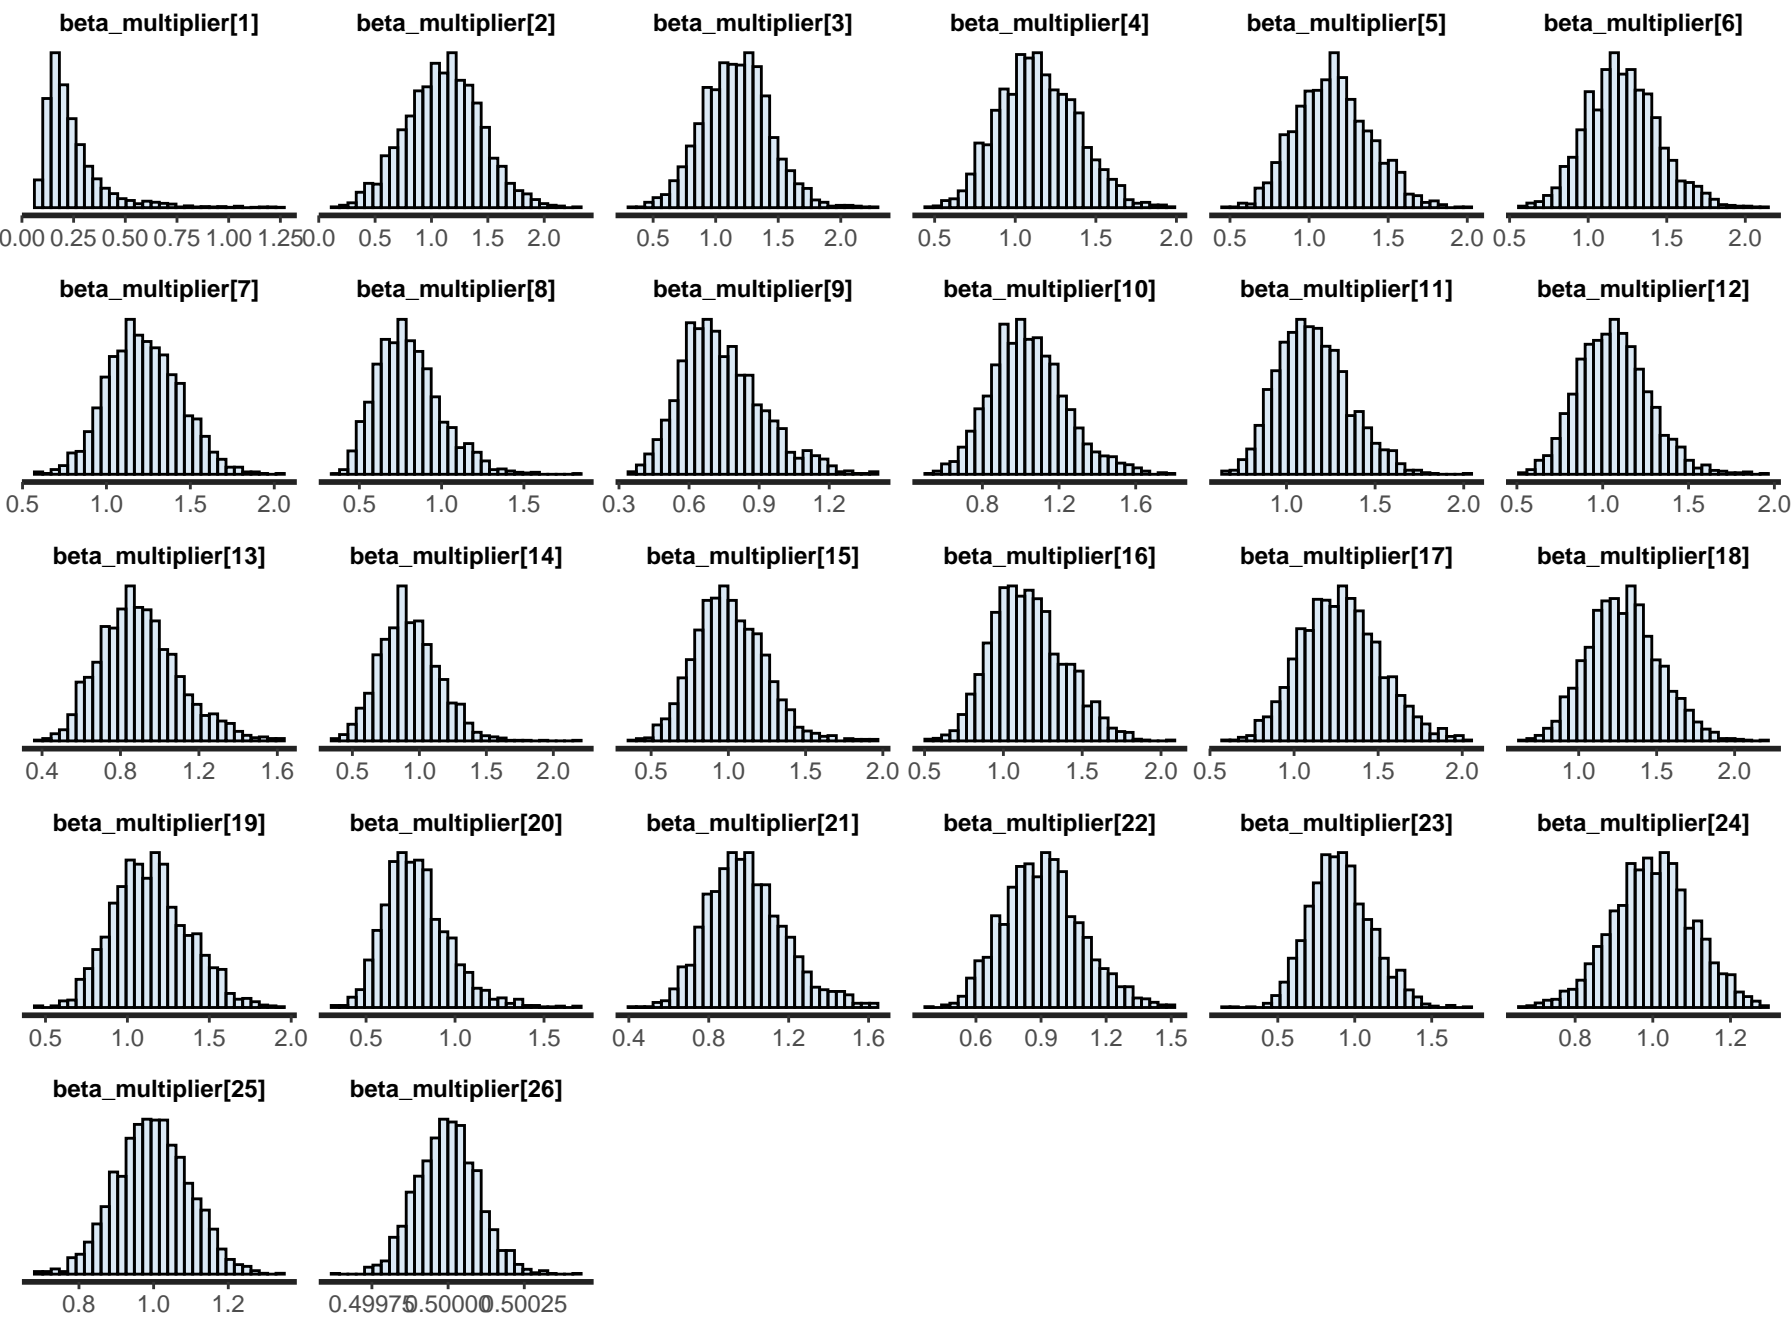 beta_multiplier[1] beta_multiplier[2] beta_multiplier[3] beta_multiplier[4] beta_multiplier[5] beta_multiplier[6]
0.00 0.25 0.50 0.75 1.00 1.25 0.0 0.5 1.0 1.5 2.0 0.5 1.0 1.5 2.0 0.5 1.0 1.5 2.0 0.5 1.0 1.5 2.0 0.5 1.0 1.5 2.0
beta_multiplier[7] beta_multiplier[8] beta_multiplier[9] beta_multiplier[10] beta_multiplier[11] beta_multiplier[12]
0.5 1.0 1.5 2.0 0.5 1.0 1.5 0.3 0.6 0.9 1.2 0.8 1.2 1.6 1.0 1.5 2.0 0.5 1.0 1.5 2.0
beta_multiplier[13] beta_multiplier[14] beta_multiplier[15] beta_multiplier[16] beta_multiplier[17] beta_multiplier[18]
0.4 0.8 1.2 1.6 0.5 1.0 1.5 2.0 0.5 1.0 1.5 2.0 0.5 1.0 1.5 2.0 0.5 1.0 1.5 2.0 1.0 1.5 2.0
beta_multiplier[19] beta_multiplier[20] beta_multiplier[21] beta_multiplier[22] beta_multiplier[23] beta_multiplier[24]
0.5 1.0 1.5 2.0 0.5 1.0 1.5 0.4 0.8 1.2 1.6 0.6 0.9 1.2 1.5 0.5 1.0 1.5 0.8 1.0 1.2
beta_multiplier[25] beta_multiplier[26]
0.8 1.0 1.2 0.49975 0.50000 0.50025